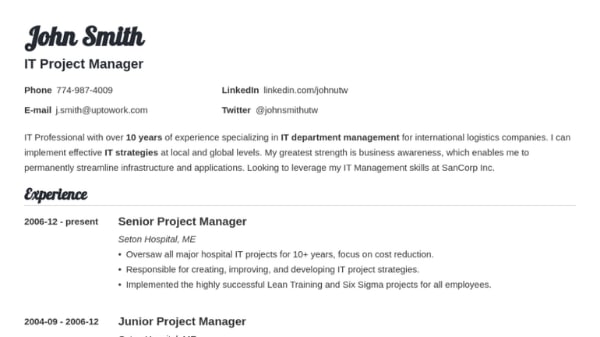 John Smith
IT Project Manager
Phone 774-987-4009 LinkedIn linkedin.com/johnutw
E-mail j.smith@uptowork.com Twitter @johnsmithutw
IT Professional with over 10 years of experience specializing in IT department management for international logistics companies. I can
implement effective IT strategies at local and global levels. My greatest strength is business awareness, which enables me to
permanently streamline infrastructure and applications. Looking to leverage my IT Management skills at SanCorp Inc.
Experience
2006-12 - present Senior Project Manager
Seton Hospital, ME
• Oversaw all major hospital IT projects for 10+ years, focus on cost reduction.
• Responsible for creating, improving, and developing IT project strategies.
• Implemented the highly successful Lean Training and Six Sigma projects for all employees.
2004-09 - 2006-12 Junior Project Manager